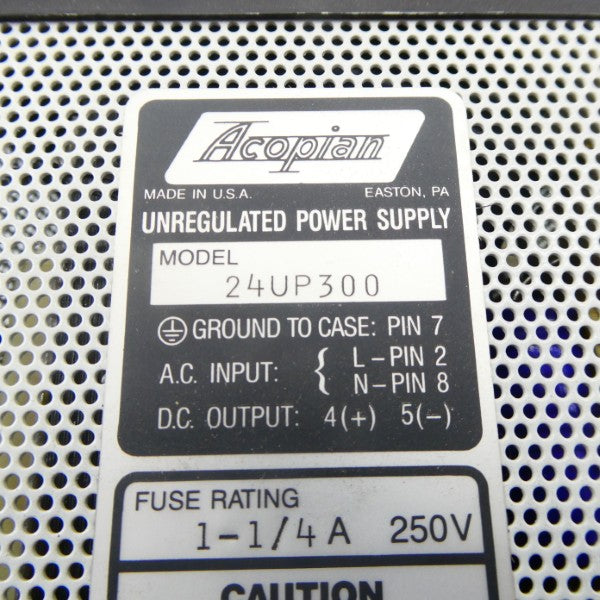 Acopian
MADE IN U.S.A. EASTON, PA
UNREGULATED POWER SUPPLY
MODEL
24UP300
GROUND TO CASE: PIN 7
A.C. INPUT: { L-PIN 2
N-PIN 8
D.C. OUTPUT: 4(+) 5(-)
FUSE RATING
1-1/4A 250V
CAUTION